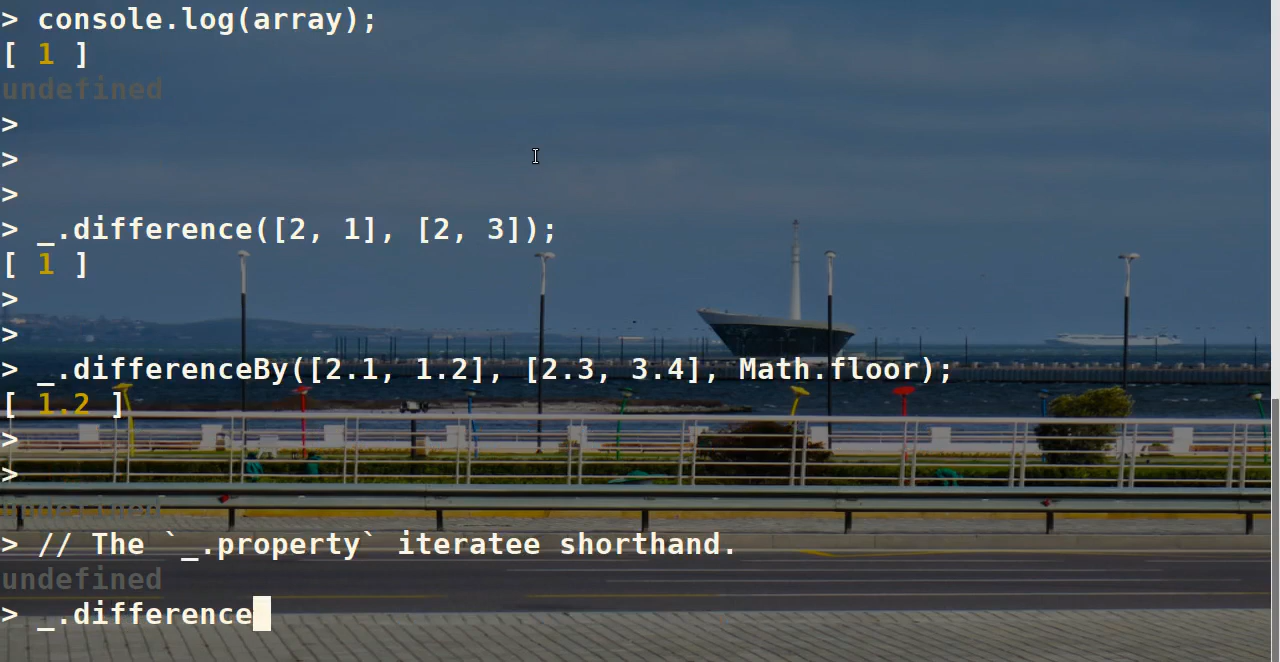 > console.log(array);
[ 1 ]
undefined
>
>
>
> _.difference([2, 1], [2, 3]);
[ 1 ]
>
>
> _.differenceBy([2.1, 1.2], [2.3, 3.4], Math.floor);
[ 1.2 ]
>
>
undefined
> // The `_.property` iteratee shorthand.
undefined
> _.difference